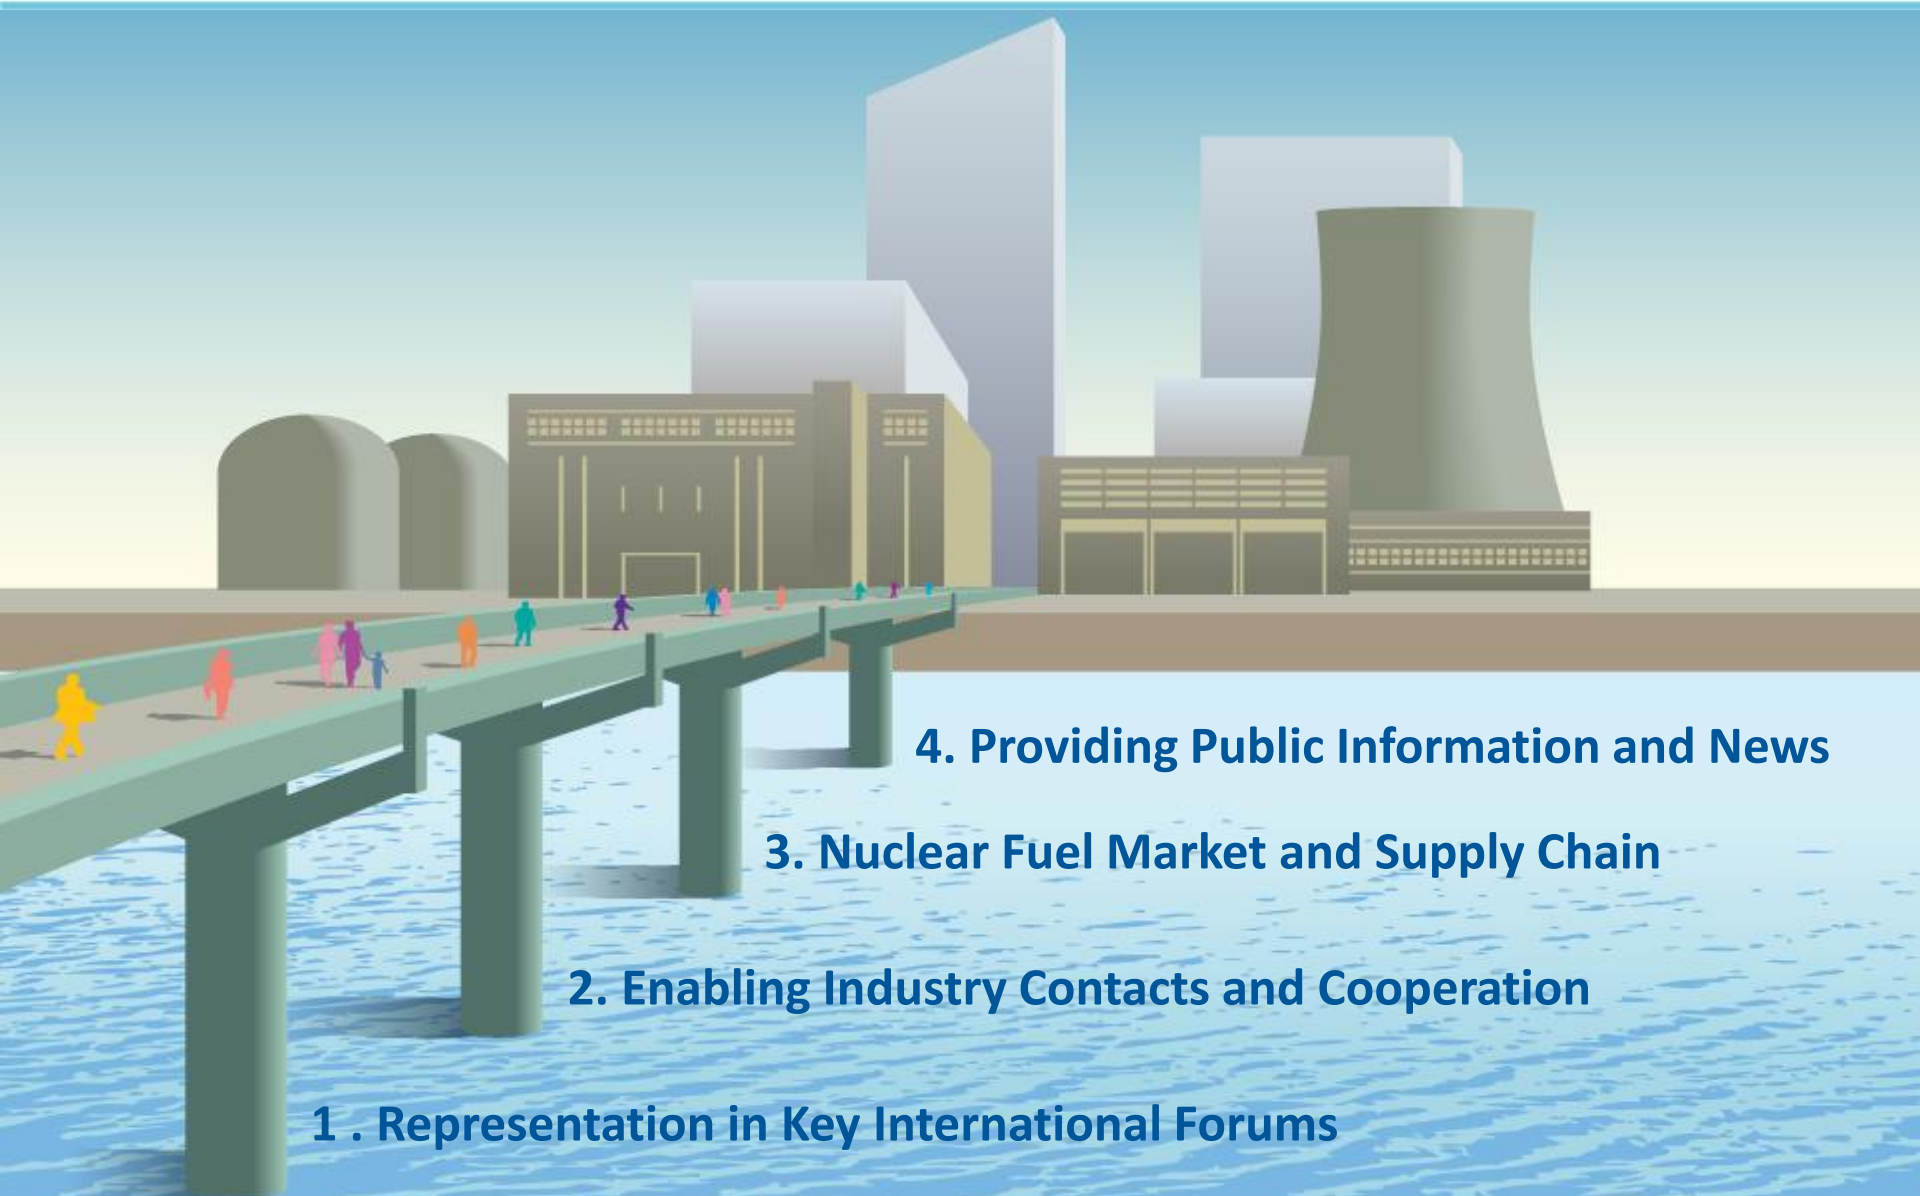 4. Providing Public Information and News
3. Nuclear Fuel Market and Supply Chain
2. Enabling Industry Contacts and Cooperation
1 . Representation in Key International Forums